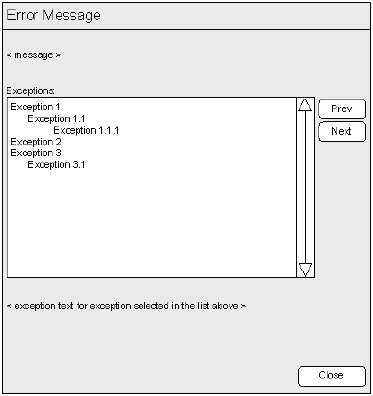 Error Message
< message >
Exceptions:
Exception 1
Exception 1.1
Exception 1.1.1
Exception 2
Exception 3
Exception 3.1
Prev
Next
< exception text for exception selected in the list above >
Close